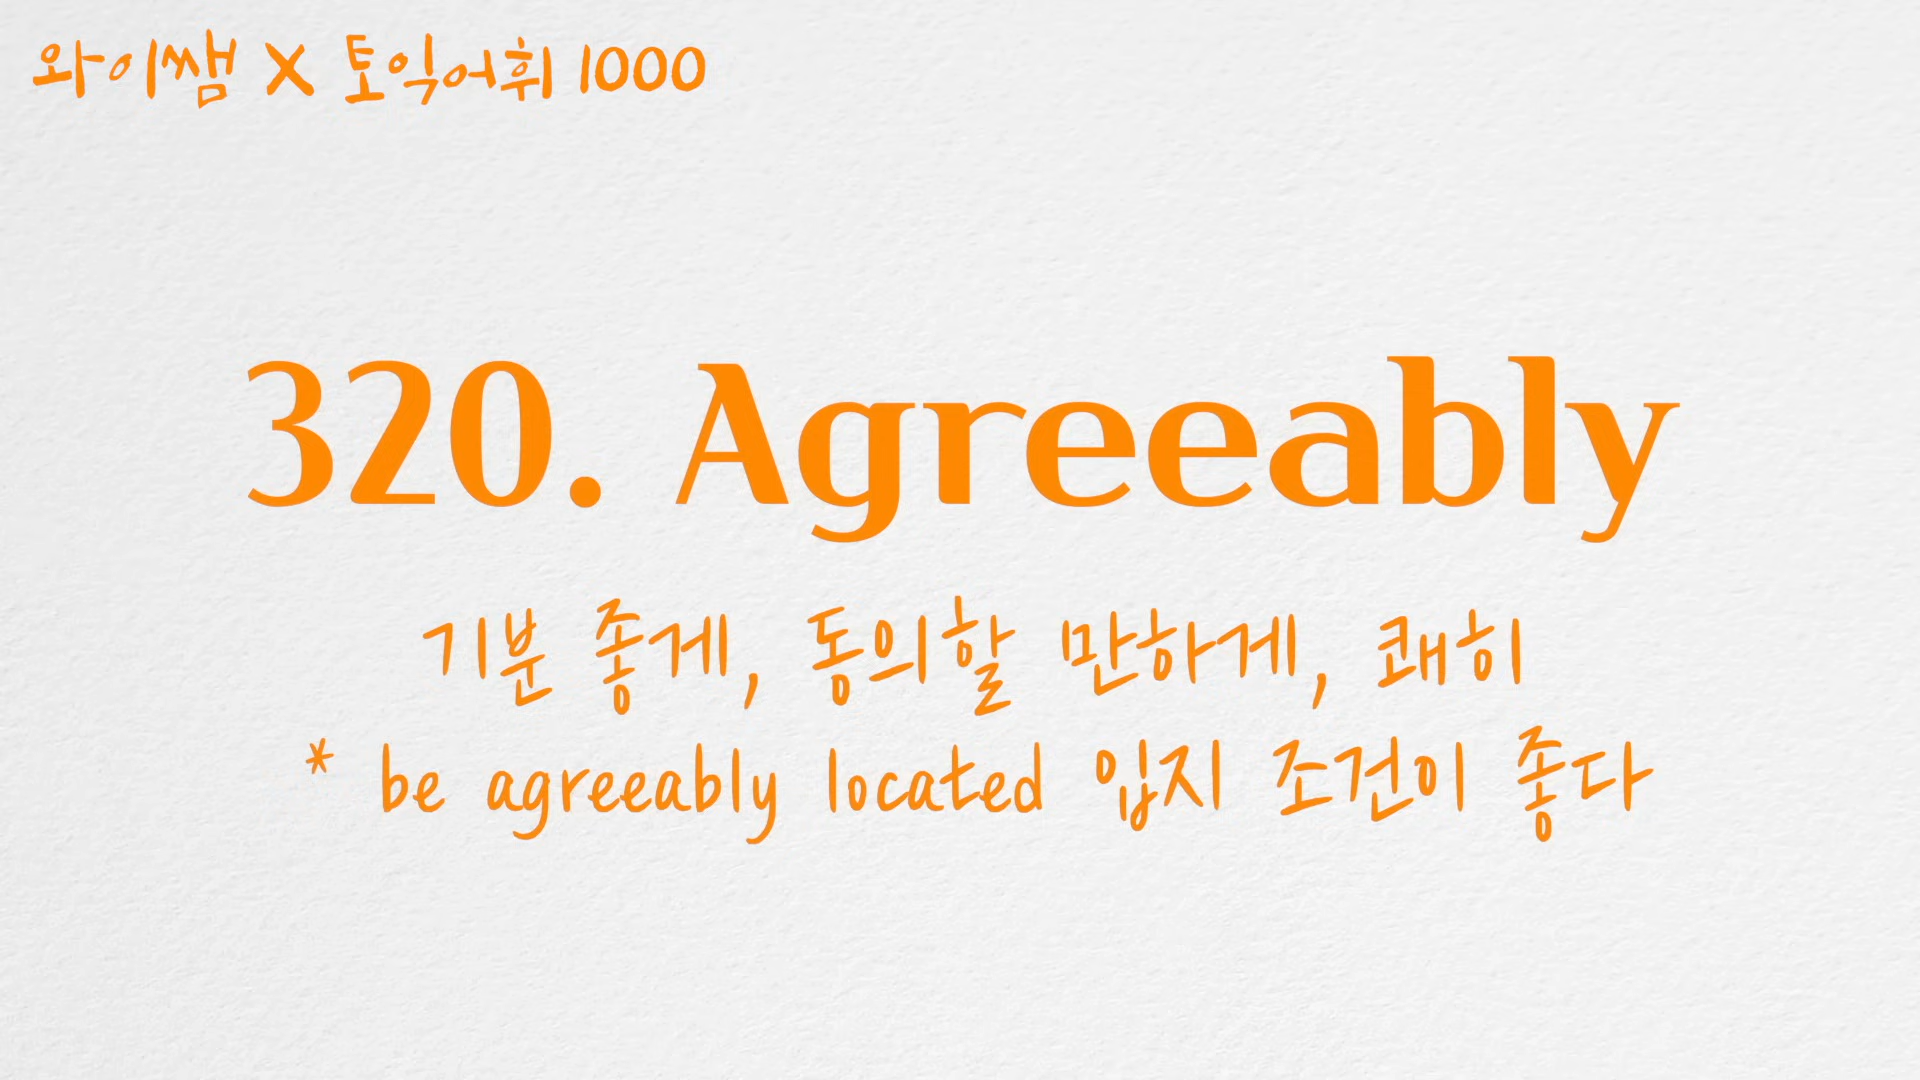 와이쌤 X 토익어휘 1000
320. Agreeably
기분 좋게, 동의할 만하게, 쾌히
* be agreeably located 입지 조건이 좋다